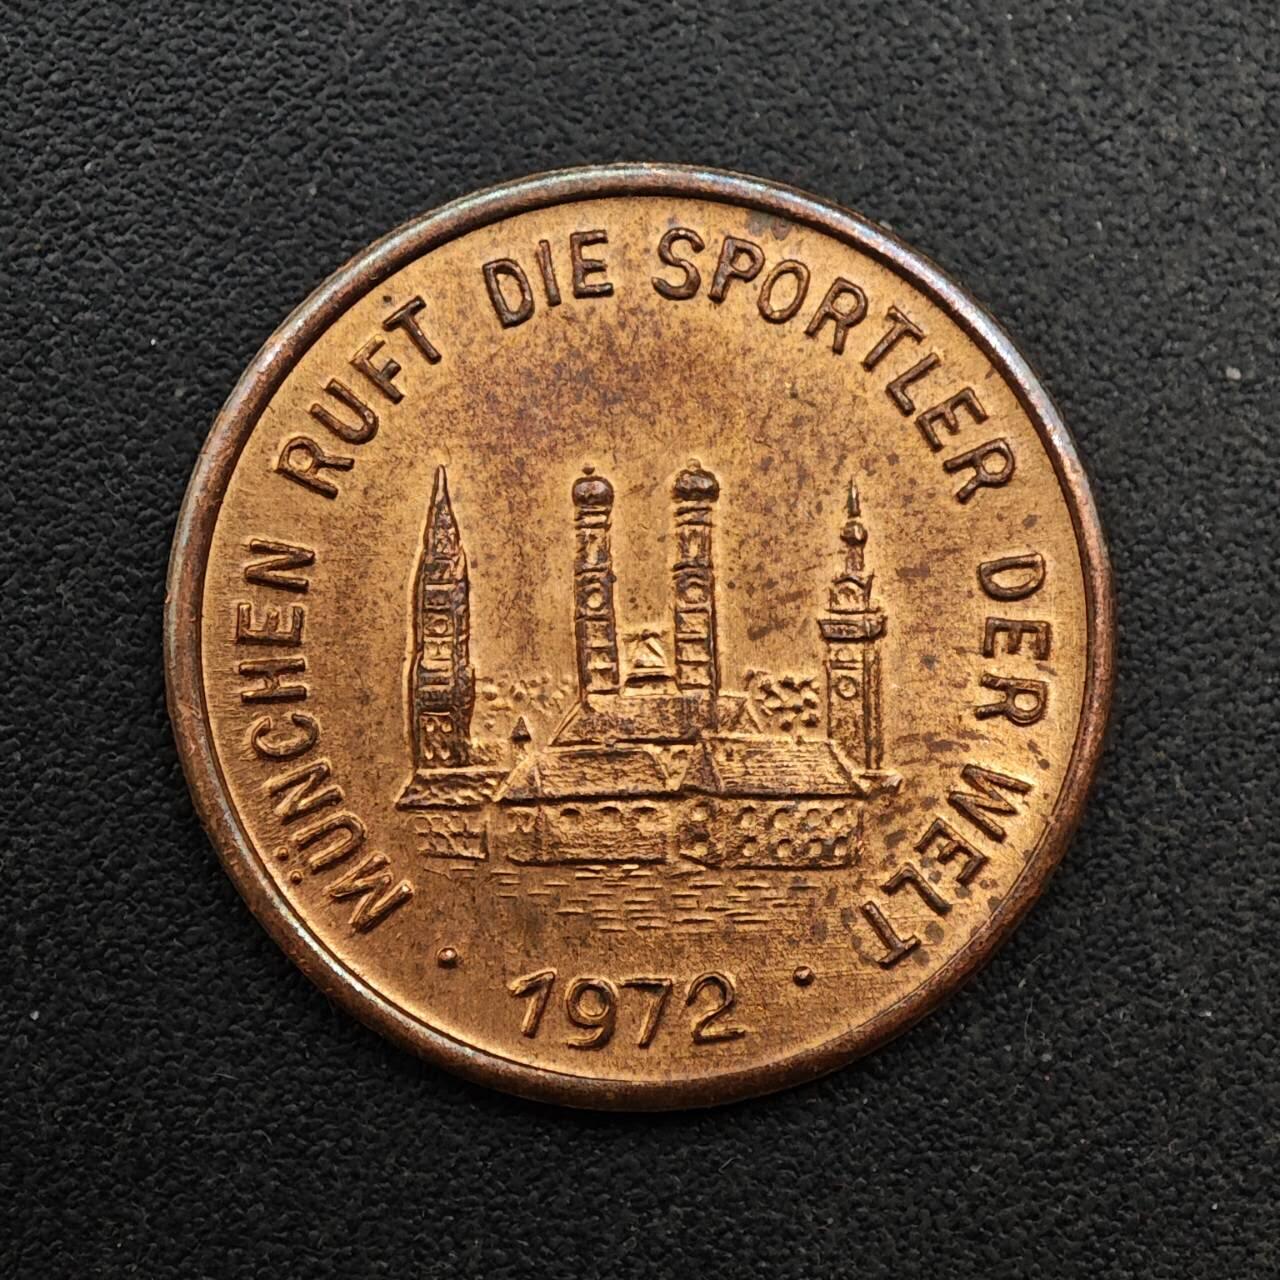 MÜNCHEN RUFT DIE SPORTLER DER WELT
· 1972 ·